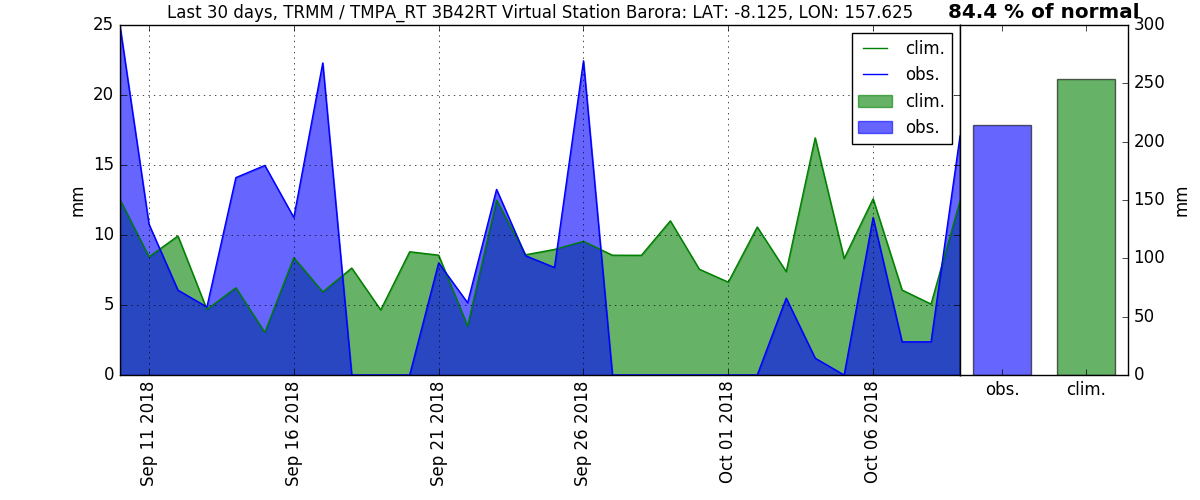 Last 30 days, TRMM / TMPA_RT 3B42RT Virtual Station Barora: LAT: -8.125, LON: 157.625
84.4 % of normal
mm
25
20
15
10
5
0
clim.
obs.
clim.
obs.
Sep 11 2018
Sep 16 2018
Sep 21 2018
Sep 26 2018
Oct 01 2018
Oct 06 2018
obs.
clim.
300
250
200
150
100
50
0
mm